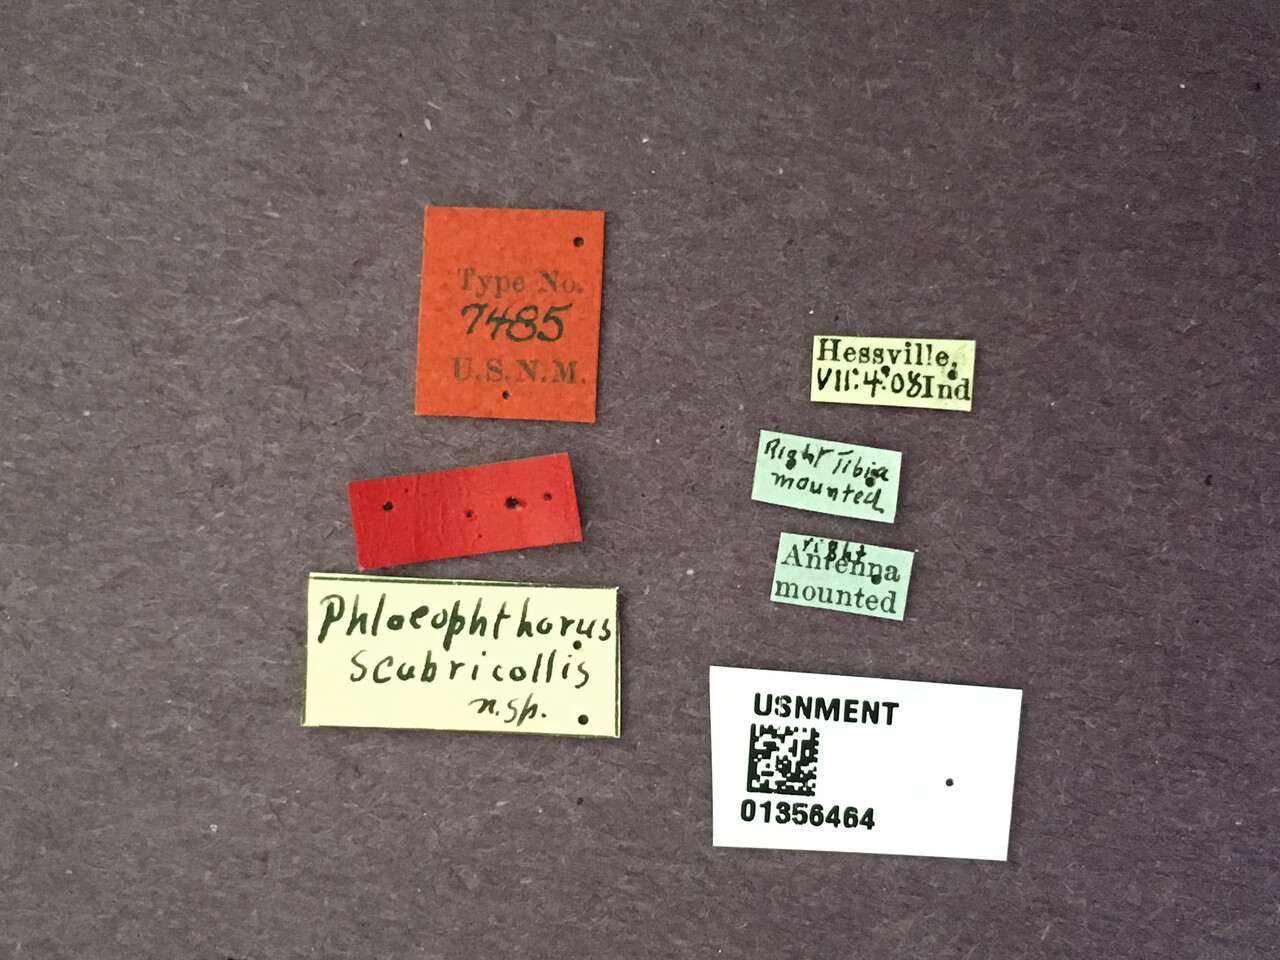 Type No.
7485
U.S.N.M.
Phloeophthorus
scabricollis
n.sp.
Hessville,
VII:4:08 Ind
Right Tibia
mounted
right
Antenna
mounted
USNMENT
01356464